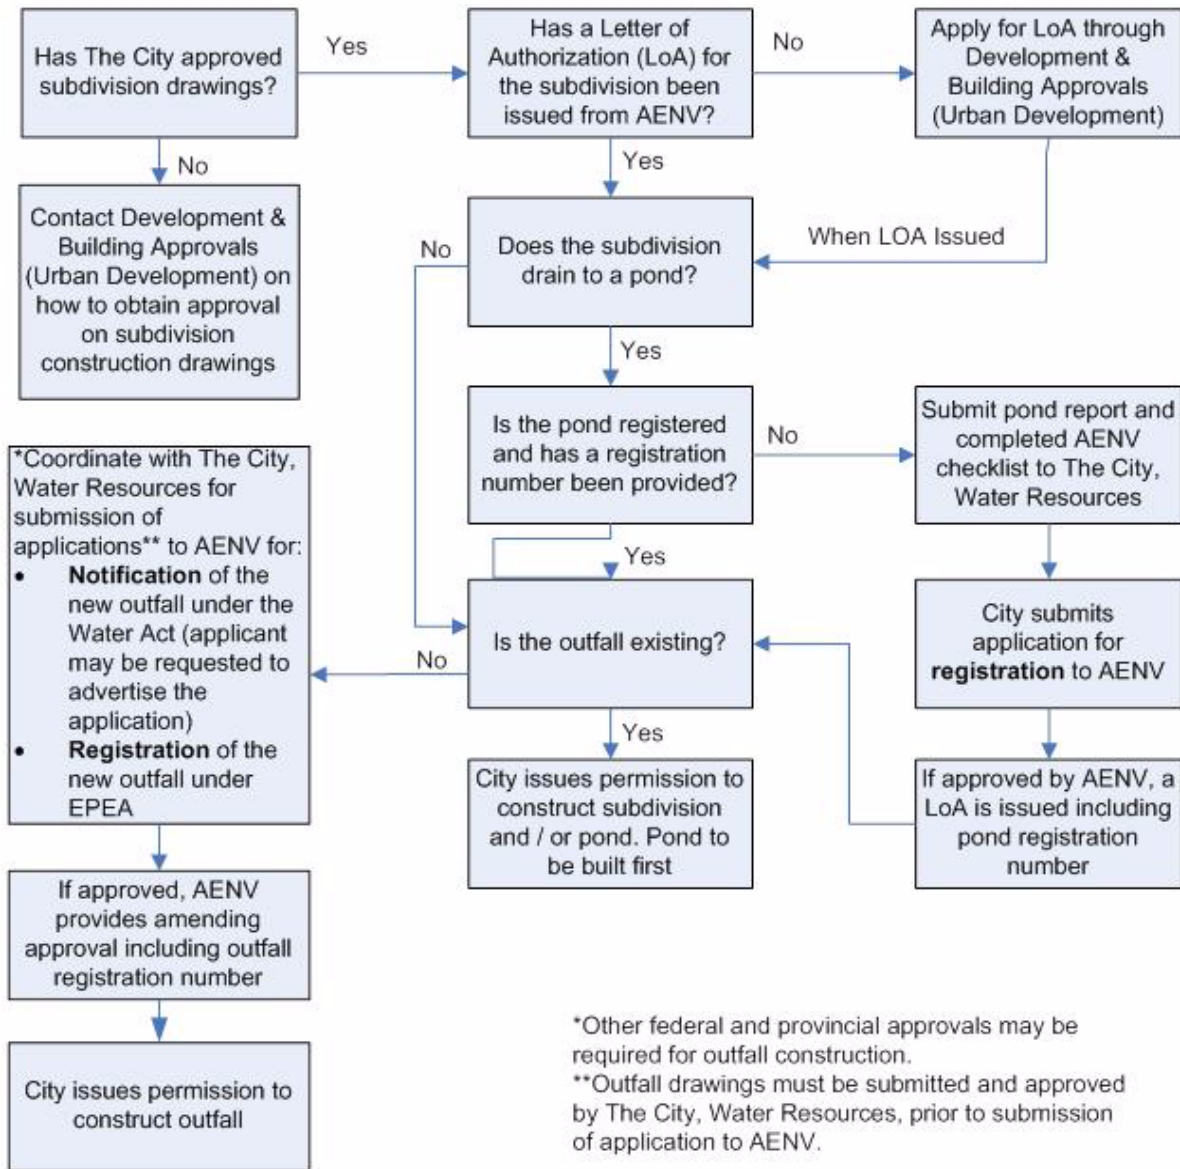 Has The City approved
subdivision drawings?
Yes
Has a Letter of
Authorization (LoA) for
the subdivision been
issued from AENV?
No
Apply for LoA through
Development &
Building Approvals
(Urban Development)
No
Contact Development &
Building Approvals
(Urban Development) on
how to obtain approval
on subdivision
construction drawings
Yes
Does the subdivision
drain to a pond?
When LOA Issued
No
Yes
Is the pond registered
and has a registration
number been provided?
No
Submit pond report and
completed AENV
checklist to The City,
Water Resources
Yes
City submits
application for
registration to AENV
If approved by AENV, a
LoA is issued including
pond registration
number
Is the outfall existing?
No
Yes
City issues permission to
construct subdivision
and / or pond. Pond to
be built first
*Coordinate with The City,
Water Resources for
submission of
applications** to AENV for:
• Notification of the
new outfall under the
Water Act (applicant
may be requested to
advertise the
application)
• Registration of the
new outfall under
EPEA
If approved, AENV
provides amending
approval including outfall
registration number
City issues permission to
construct outfall
*Other federal and provincial approvals may be
required for outfall construction.
**Outfall drawings must be submitted and approved
by The City, Water Resources, prior to submission
of application to AENV.